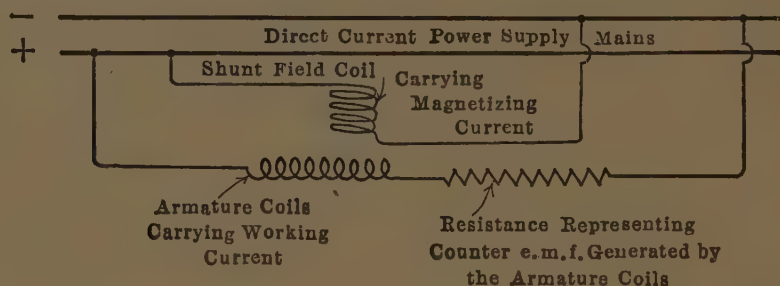 −
+
Direct Current Power Supply Mains
Shunt Field Coil
Carrying
Magnetizing
Current
Armature Coils
Carrying Working
Current
Resistance Representing
Counter e.m.f. Generated by
the Armature Coils